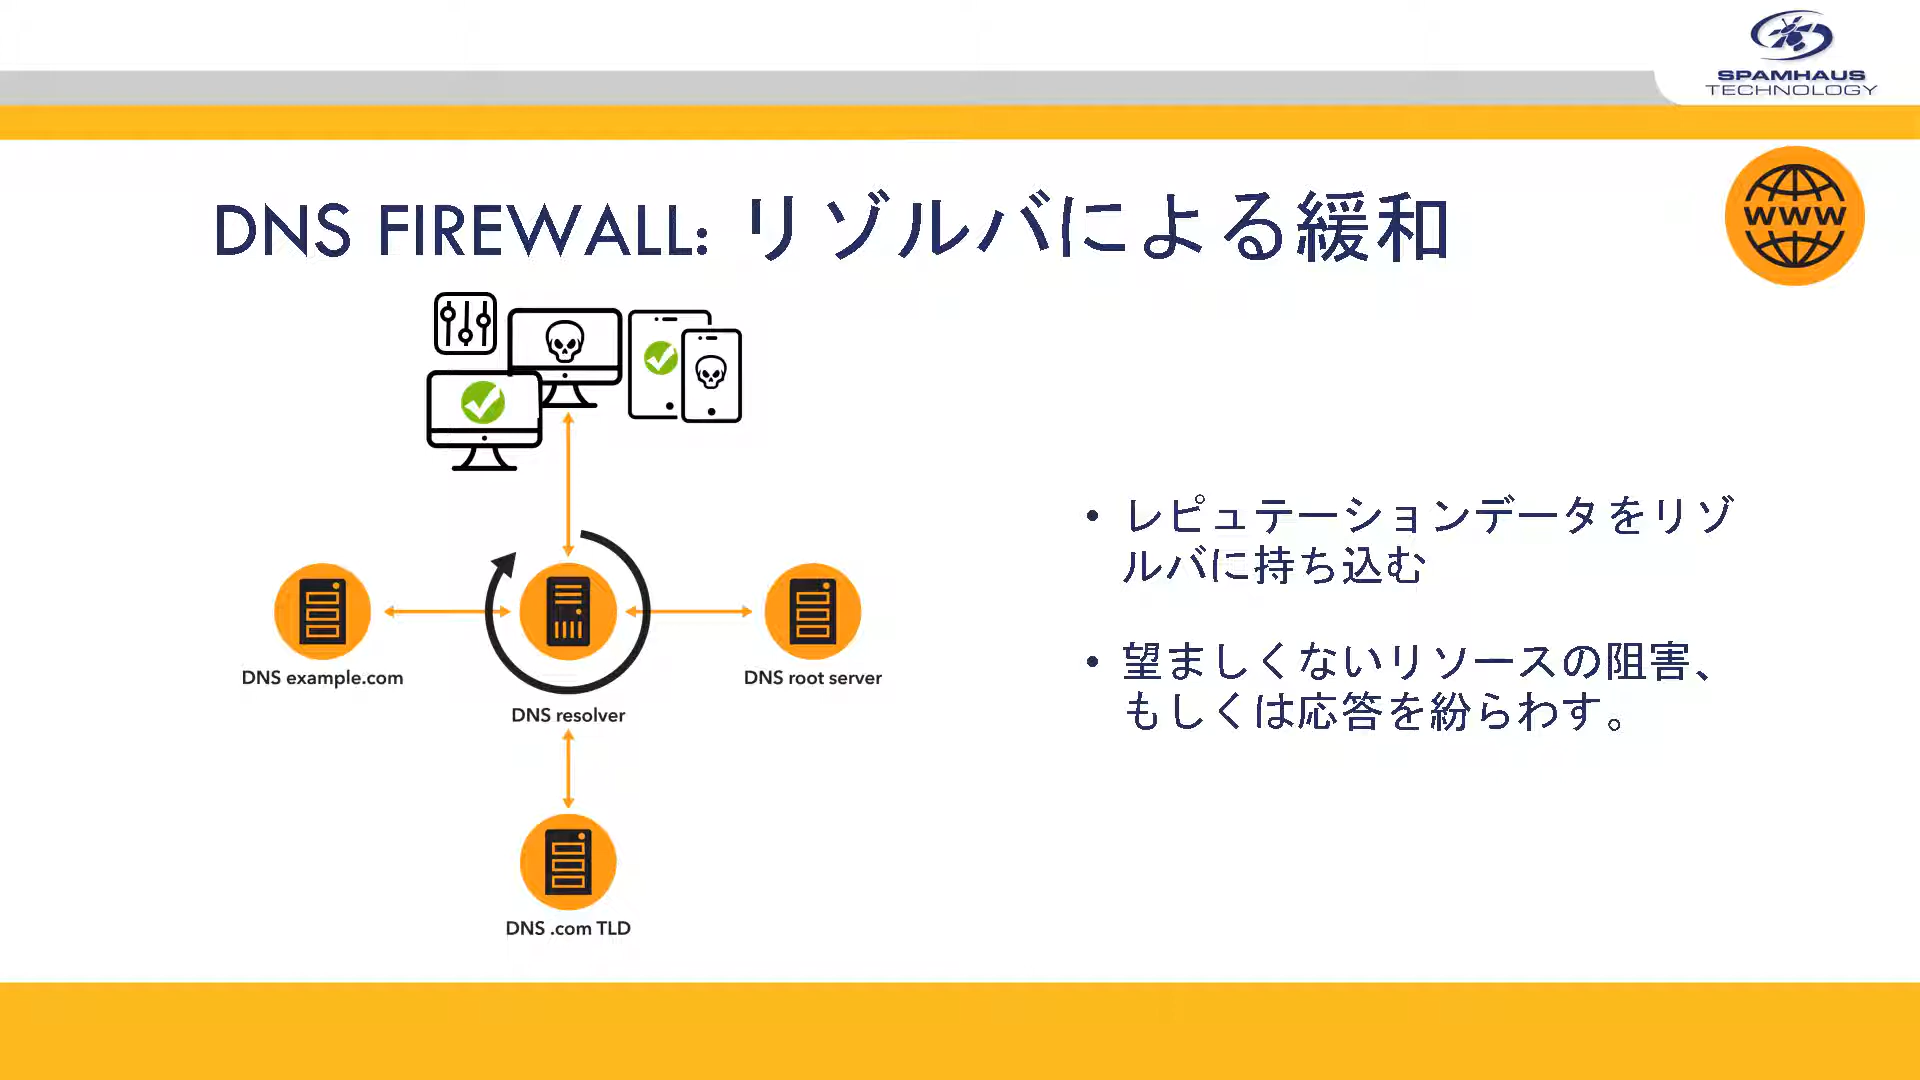 SPAMHAUS
TECHNOLOGY
WWW
DNS FIREWALL: リゾルバによる緩和
• レピュテーションデータをリゾ
ルバに持ち込む
• 望ましくないリソースの阻害、
もしくは応答を紛らわす。
DNS example.com
DNS root server
DNS resolver
DNS .com TLD